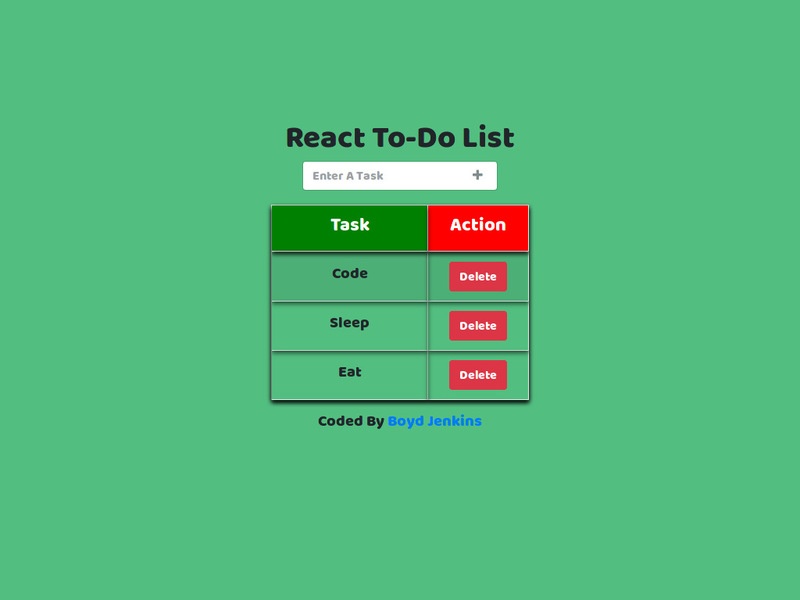 React To-Do List
Enter A Task +
Task Action
Code Delete
Sleep Delete
Eat Delete
Coded By Boyd Jenkins